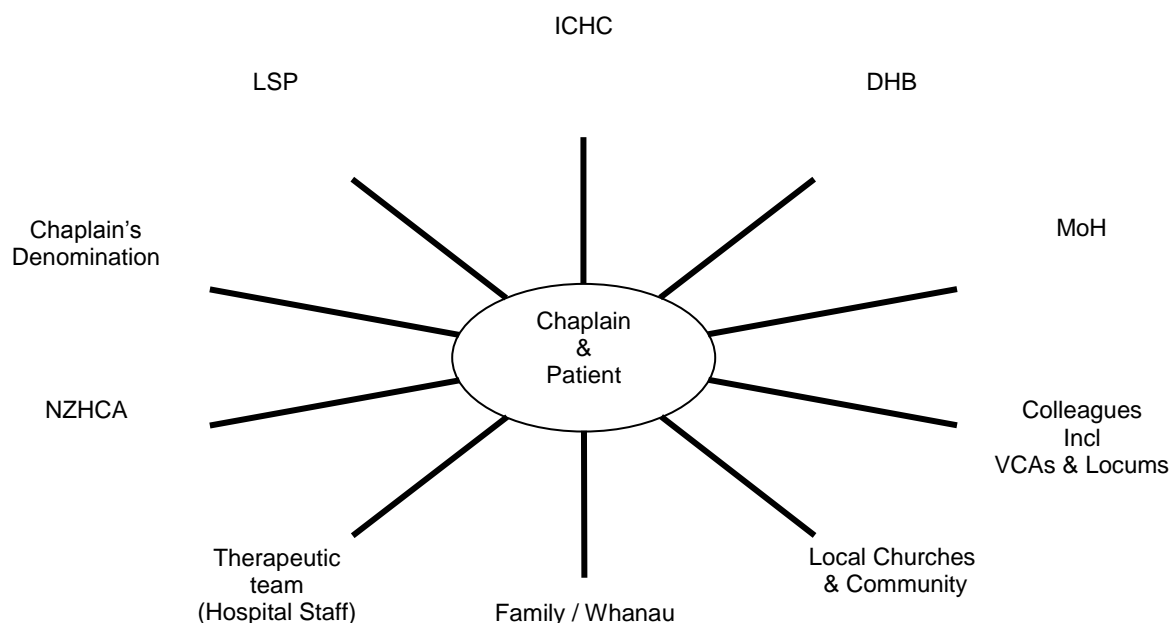 ICHC
LSP
DHB
Chaplain’s
Denomination
MoH
Chaplain
&
Patient
NZHCA
Colleagues
Incl
VCAs & Locums
Therapeutic
team
(Hospital Staff)
Family / Whanau
Local Churches
& Community